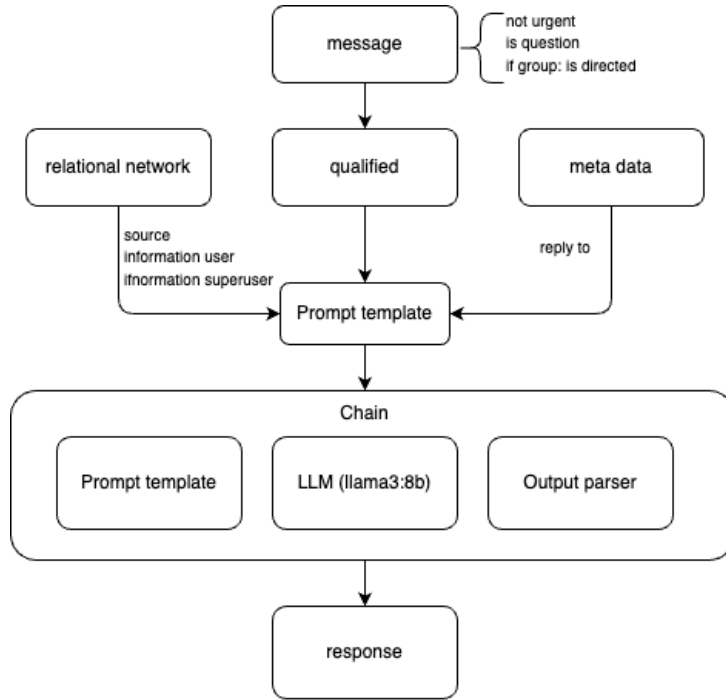 message
not urgent
is question
if group: is directed
relational network
qualified
meta data
source
information user
ifnormation superuser
reply to
Prompt template
Chain
Prompt template
LLM (llama3:8b)
Output parser
response